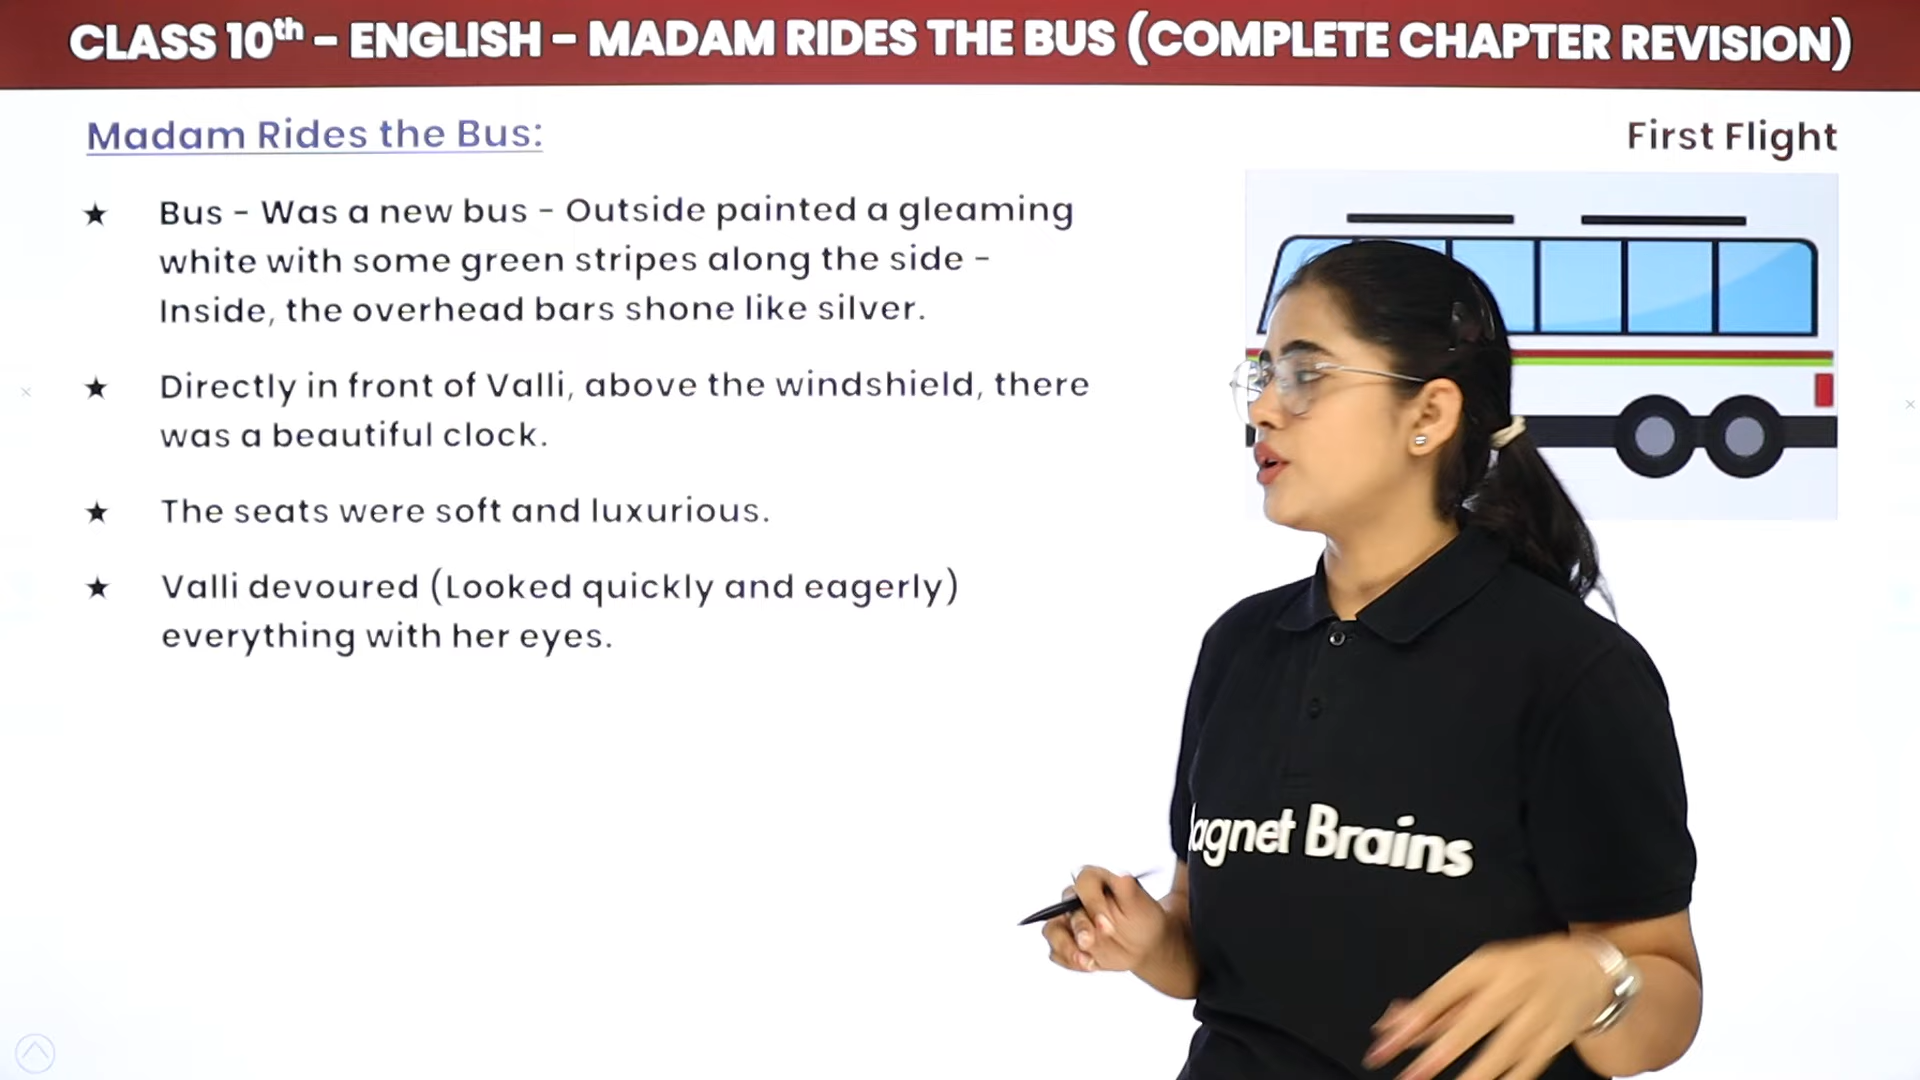 CLASS 10th - ENGLISH - MADAM RIDES THE BUS (COMPLETE CHAPTER REVISION)
Madam Rides the Bus:
First Flight
★ Bus - Was a new bus - Outside painted a gleaming
white with some green stripes along the side -
Inside, the overhead bars shone like silver.
★ Directly in front of Valli, above the windshield, there
was a beautiful clock.
★ The seats were soft and luxurious.
★ Valli devoured (Looked quickly and eagerly)
everything with her eyes.
agnet Brains